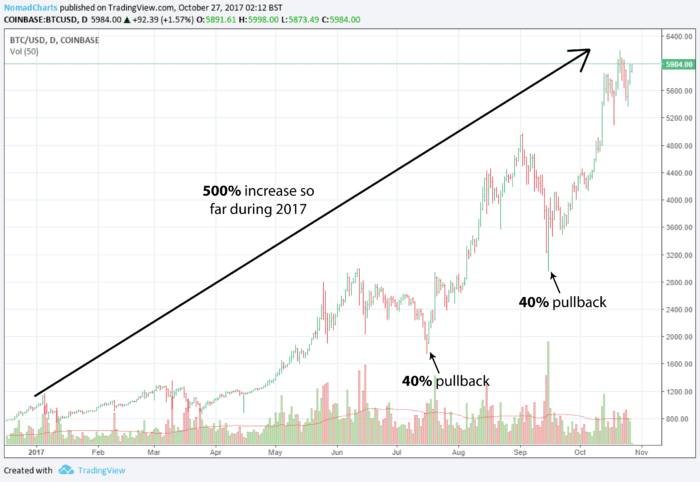 NomadCharts published on TradingView.com, October 27, 2017 02:12 BST
COINBASE:BTCUSD, D 5984.00 ▲ +92.39 (+1.57%) O:5891.61 H:5998.00 L:5873.49 C:5984.00
BTC/USD, D, COINBASE
Vol (50)
6400.00
5984.00
5600.00
5200.00
4800.00
4400.00
4000.00
3600.00
3200.00
2800.00
2400.00
2000.00
1600.00
1200.00
800.00
500% increase so
far during 2017
40% pullback
40% pullback
2017 Feb Mar Apr May Jun Jul Aug Sep Oct Nov
Created with TradingView